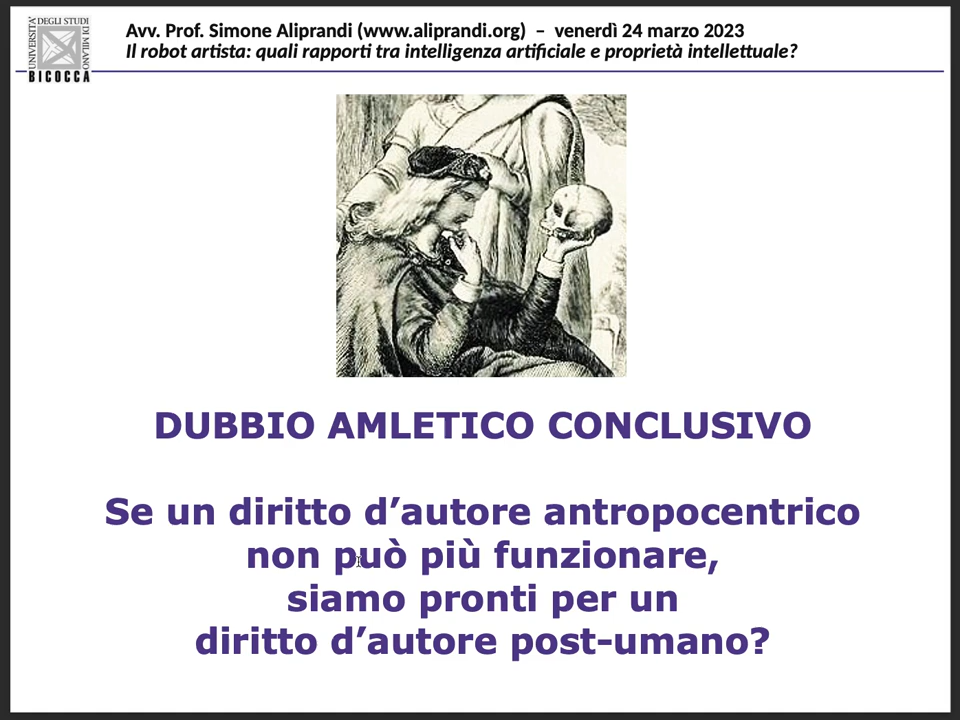 UNIVERSITA'
DEGLI STUDI
DI MILANO
BICOCCA
Avv. Prof. Simone Aliprandi (www.aliprandi.org) – venerdì 24 marzo 2023
Il robot artista: quali rapporti tra intelligenza artificiale e proprietà intellettuale?
DUBBIO AMLETICO CONCLUSIVO
Se un diritto d’autore antropocentrico
non può più funzionare,
siamo pronti per un
diritto d’autore post-umano?